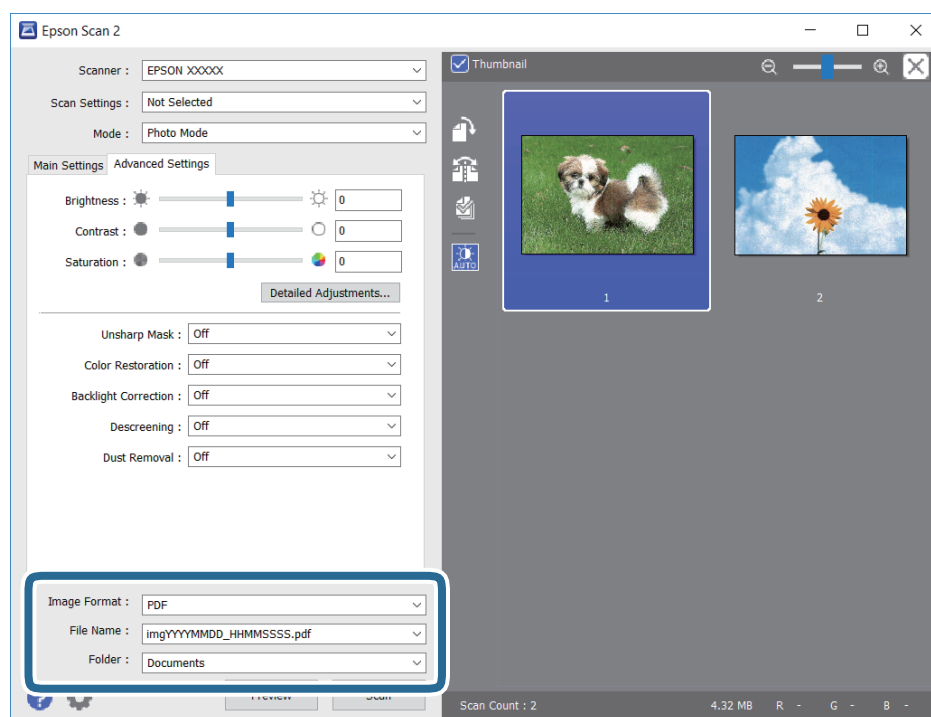 Epson Scan 2
Scanner : EPSON XXXXX
Scan Settings : Not Selected
Mode : Photo Mode
Main Settings Advanced Settings
Brightness : 0
Contrast : 0
Saturation : 0
Detailed Adjustments...
Unsharp Mask : Off
Color Restoration : Off
Backlight Correction : Off
Descreening : Off
Dust Removal : Off
Image Format : PDF
File Name : imgYYYYMMDD_HHMMSSSS.pdf
Folder : Documents
Preview Scan
Thumbnail
AUTO
1 2
Scan Count : 2 4.32 MB R - G - B -